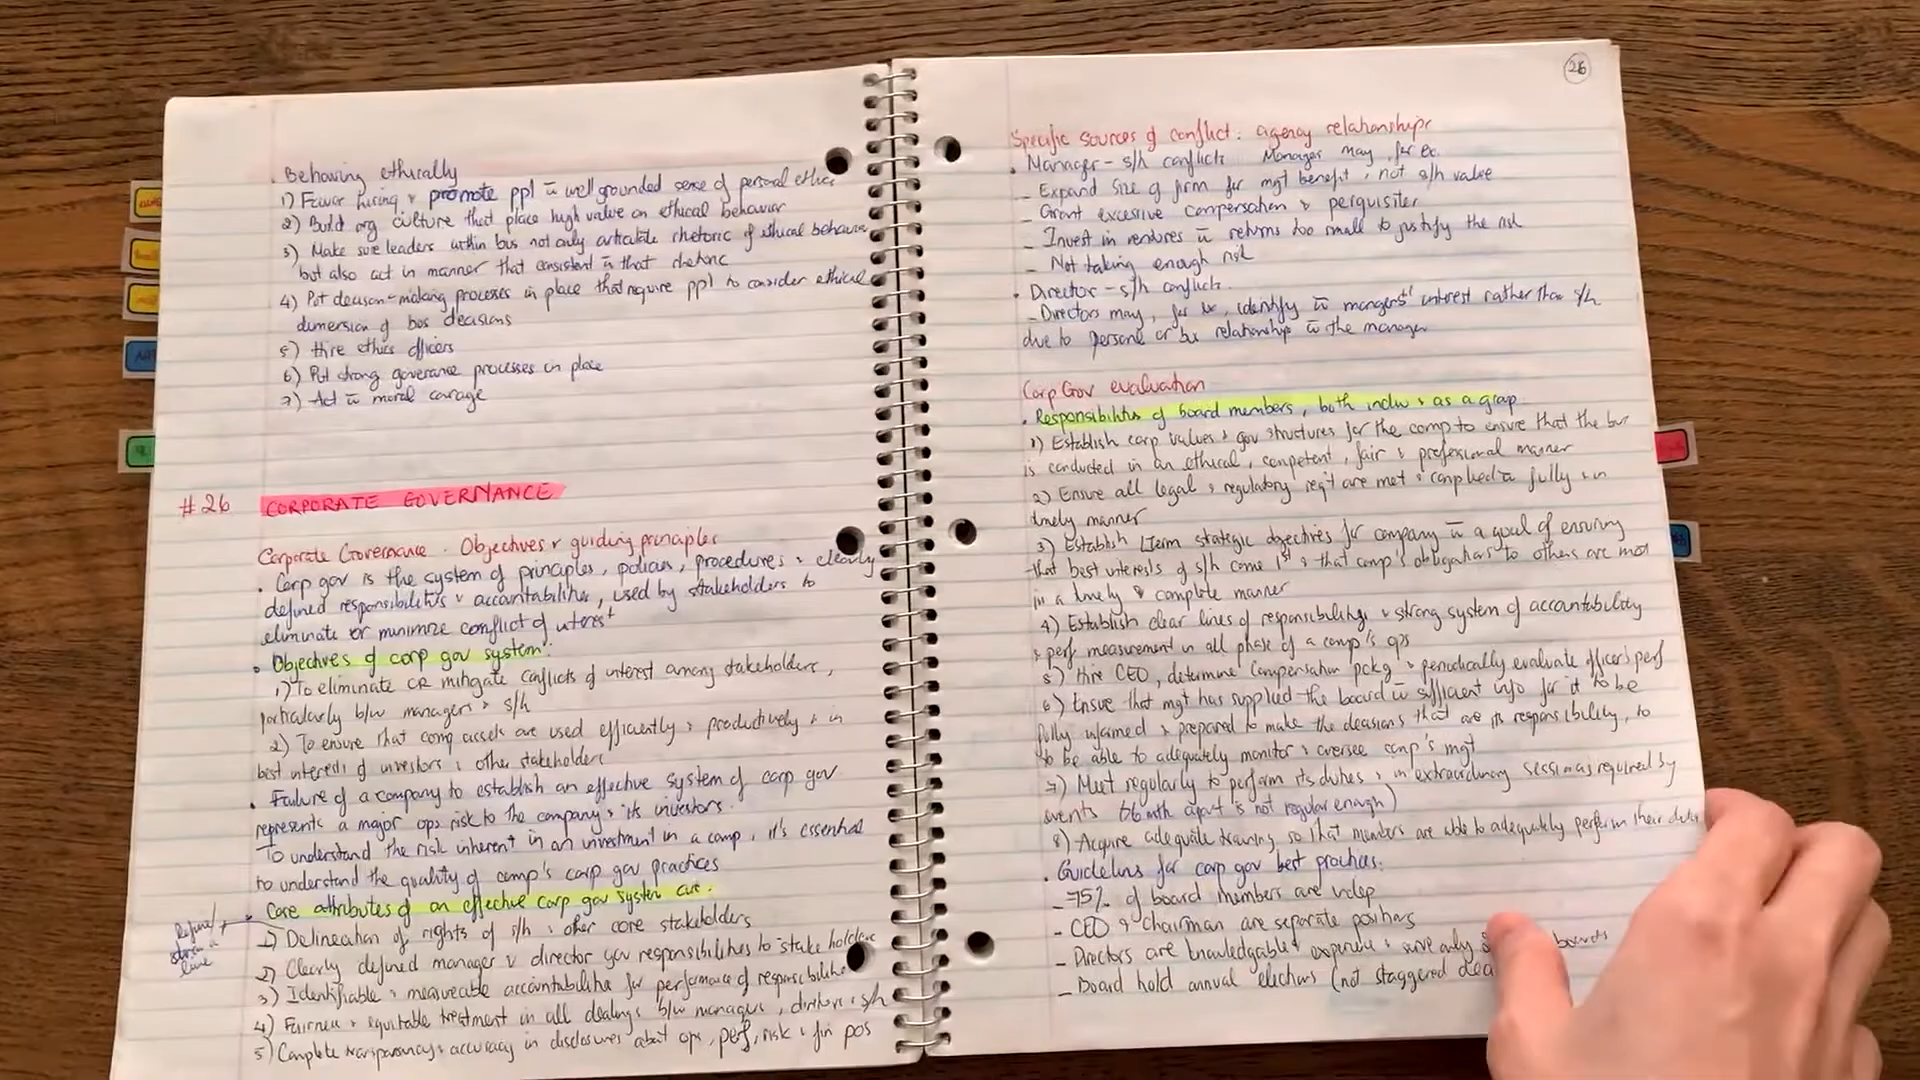 Behaving ethically
1) Favor hiring & promote ppl w well grounded sense of personal ethics
2) Build org culture that place high value on ethical behavior
3) Make sure leaders within bus not only articulate rhetoric of ethical behavior
but also act in manner that consistent w that rhetoric
4) Put decision-making processes in place that require ppl to consider ethical
dimension of bus decisions
5) Hire ethics officers
6) Put strong governance processes in place
7) Act w moral courage
#26 CORPORATE GOVERNANCE
Corporate Governance. Objectives & guiding principles
. Corp gov is the system of principles, policies, procedures & clearly
defined responsibilities & accountabilities, used by stakeholders to
eliminate or minimize conflict of interest
. Objectives of corp gov system:
1) To eliminate OR mitigate conflicts of interest among stakeholders,
particularly b/w managers & s/h
2) To ensure that comp assets are used efficiently & productively & in
best interests of investors & other stakeholders
. Failure of a company to establish an effective system of corp gov
represents a major ops risk to the company & its investors.
To understand the risk inherent in an investment in a comp, it's essential
to understand the quality of comp's corp gov practices
. Core attributes of an effective corp gov system are:
1) Delineation of rights of s/h & other core stakeholders
2) Clearly defined manager & director gov responsibilities to stakeholders
3) Identifiable & measureable accountabilities for performance of responsibilities
4) Fairness & equitable treatment in all dealings b/w managers, directors & s/h
5) Complete transparency & accuracy in disclosures about ops, perf, risk & fin pos
26
Specific sources of conflict: agency relationships
. Manager - s/h conflicts Manager may, for ex.
- Expand size of firm for mgt benefit, not s/h value
- Grant excessive compensation & perquisites
- Invest in ventures w returns too small to justify the risk
- Not taking enough risk
. Director - s/h conflicts.
- Directors may, for ex, identify w mangers' interest rather than s/h
due to persone or bus relationships w the manager
Corp Gov evaluation
. Responsibilities of board members, both indiv & as a group
1) Establish corp values & gov structures for the comp to ensure that the bus
is conducted in an ethical, competent, fair & professional manner
2) Ensure all legal & regulatory req't are met & complied w fully & in
timely manner
3) Establish Lterm strategic objectives for company w a goal of ensuring
that best interests of s/h come 1st & that comp's obligations to others are met
in a timely & complete manner
4) Establish clear lines of responsibilings & strong system of accountability
& perf measurement in all phase of a comp's ops
5) Hire CEO, determine compensation pckg & periodically evaluate officer's perf
6) Ensure that mgt has supplied the board w sufficient info for it to be
fully informed & prepared to make the decisions that are its responsibility, to
to be able to adequately monitor & oversee comp's mgt
7) Meet regularly to perform its duties & in extraordinary sessions as required by
events (6 mth apart is not regular enough)
8) Acquire adequate training so that members are able to adequately perform their duties
. Guidelines for corp gov best practices:
- 75% of board members are indep
- CEO & Chairman are separate positions
- Directors are knowledgable & experience & serve only boards
- Board hold annual elections (not staggered